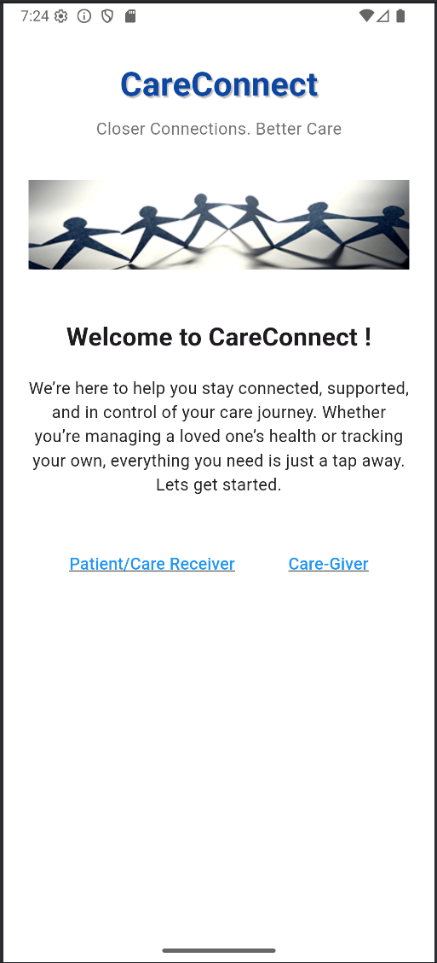 7:24
CareConnect
Closer Connections. Better Care
Welcome to CareConnect !
We’re here to help you stay connected, supported,
and in control of your care journey. Whether
you’re managing a loved one’s health or tracking
your own, everything you need is just a tap away.
Lets get started.
Patient/Care Receiver Care-Giver